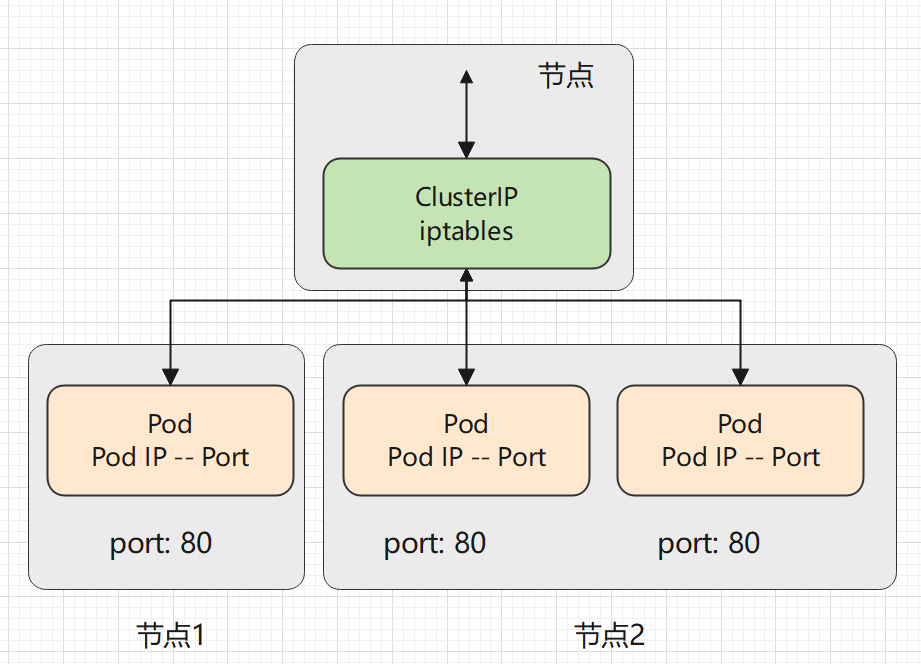 节点
ClusterIP
iptables
Pod
Pod IP -- Port
Pod
Pod IP -- Port
Pod
Pod IP -- Port
port: 80
port: 80
port: 80
节点1
节点2